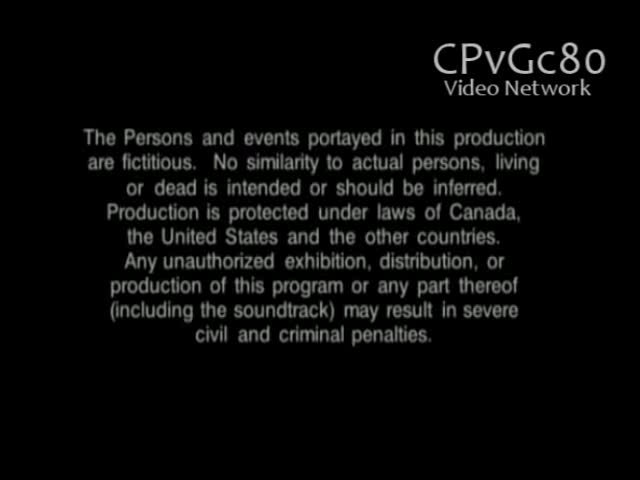 CPvGc80
Video Network
The Persons and events portayed in this production
are fictitious. No similarity to actual persons, living
or dead is intended or should be inferred.
Production is protected under laws of Canada,
the United States and the other countries.
Any unauthorized exhibition, distribution, or
production of this program or any part thereof
(including the soundtrack) may result in severe
civil and criminal penalties.